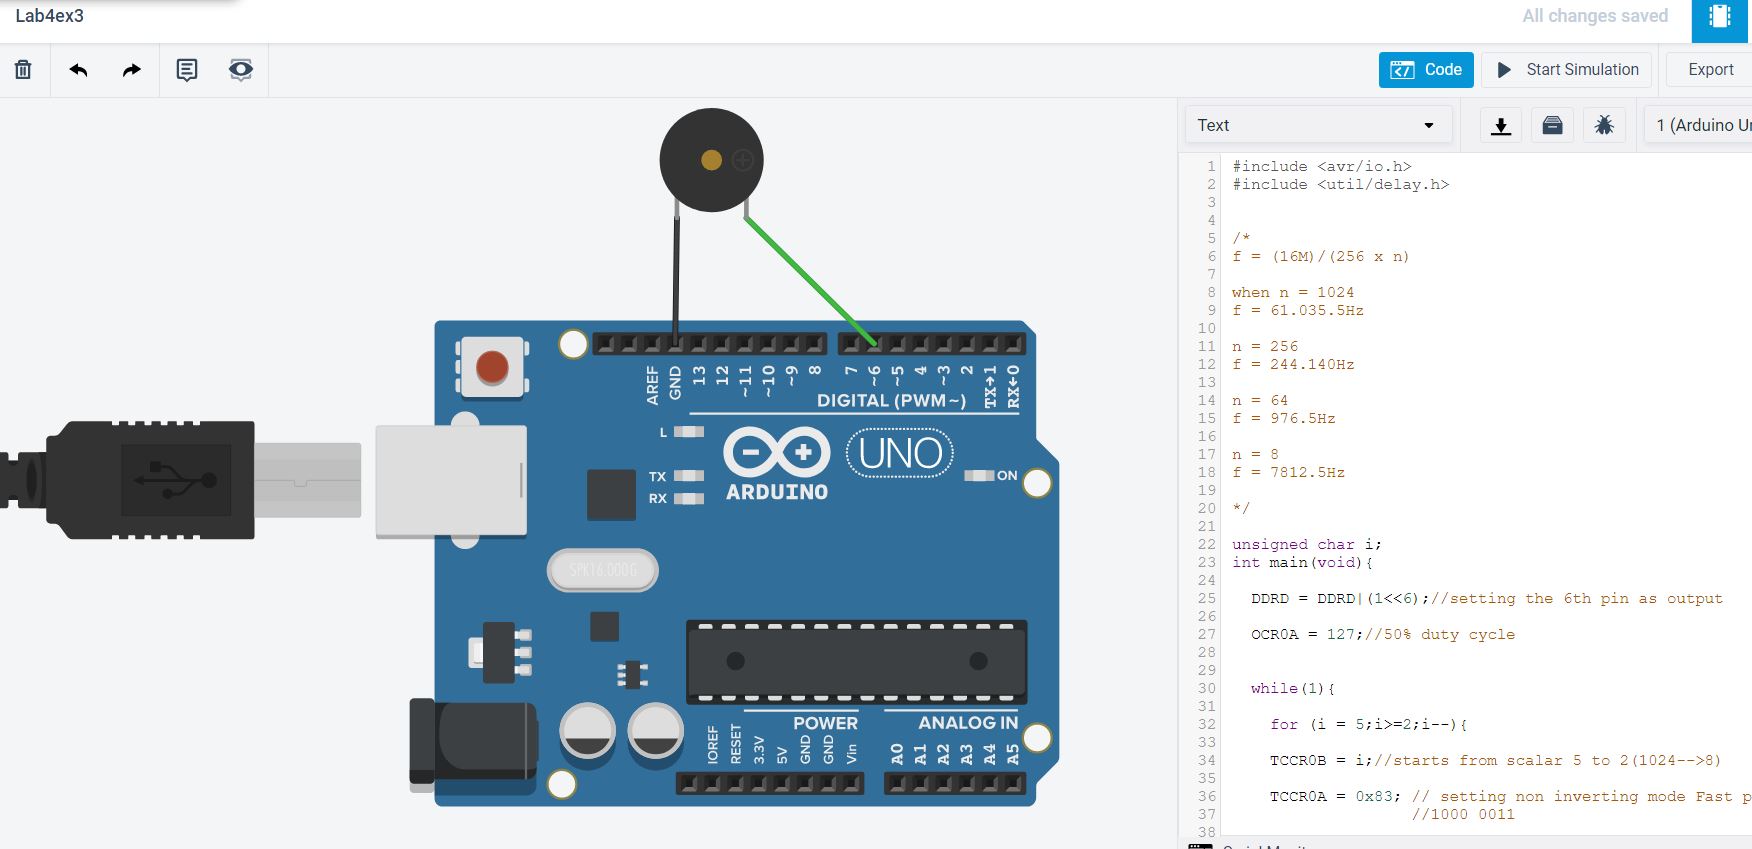 Lab4ex3
All changes saved
Code
Start Simulation
Export
Text
1 (Arduino
1 #include <avr/io.h>
2 #include <util/delay.h>
3
4
5 /*
6 f = (16M)/(256 x n)
7
8 when n = 1024
9 f = 61.035.5Hz
10
11 n = 256
12 f = 244.140Hz
13
14 n = 64
15 f = 976.5Hz
16
17 n = 8
18 f = 7812.5Hz
19
20 */
21
22 unsigned char i;
23 int main(void){
24
25 DDRD = DDRD|(1<<6);//setting the 6th pin as output
26
27 OCR0A = 127;//50% duty cycle
28
29
30 while(1){
31
32 for (i = 5;i>=2;i--){
33
34 TCCR0B = i;//starts from scalar 5 to 2(1024-->8)
35
36 TCCR0A = 0x83; // setting non inverting mode Fast p
37 //1000 0011
38
AREF
GND
13
12
~11
~10
~9
8
7
~6
~5
4
~3
2
TX→1
RX←0
DIGITAL (PWM~)
L
TX
RX
ARDUINO
UNO
ON
SPK16.000G
POWER
ANALOG IN
IOREF
RESET
3.3V
5V
GND
GND
Vin
A0
A1
A2
A3
A4
A5